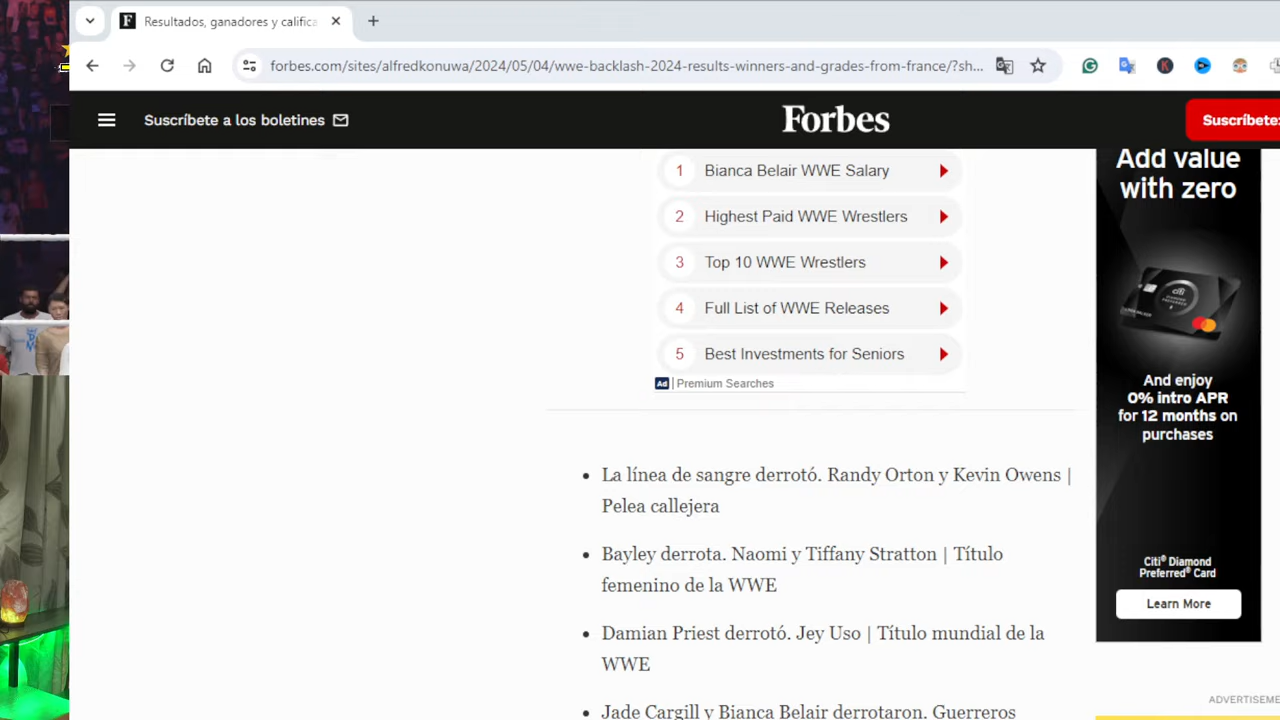 Resultados, ganadores y califica
forbes.com/sites/alfredkonuwa/2024/05/04/wwe-backlash-2024-results-winners-and-grades-from-france/?sh...
Suscríbete a los boletines
Forbes
Suscríbete:
1 Bianca Belair WWE Salary
2 Highest Paid WWE Wrestlers
3 Top 10 WWE Wrestlers
4 Full List of WWE Releases
5 Best Investments for Seniors
Ad | Premium Searches
La línea de sangre derrotó. Randy Orton y Kevin Owens |
Pelea callejera
Bayley derrota. Naomi y Tiffany Stratton | Título
femenino de la WWE
Damian Priest derrotó. Jey Uso | Título mundial de la
WWE
Jade Cargill y Bianca Belair derrotaron. Guerreros
Add value
with zero
citi
And enjoy
0% intro APR
for 12 months on
purchases
Citi® Diamond
Preferred® Card
Learn More
ADVERTISEME